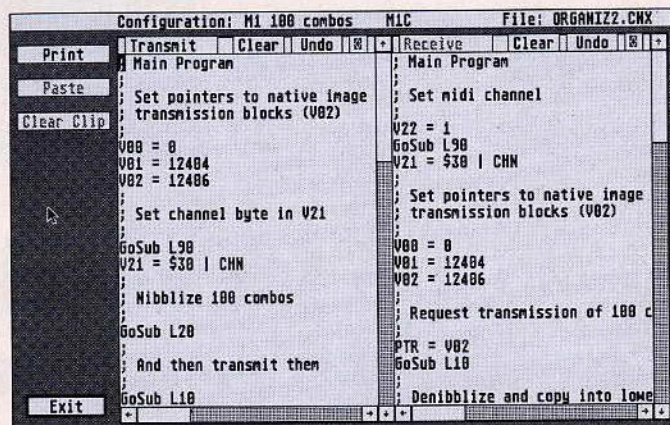 Configuration: M1 100 combos M1C File: ORGANIZ2.CNX
Print
Paste
Clear Clip
Exit
Transmit Clear Undo
; Main Program
;
; Set pointers to native image
; transmission blocks (V02)
;
V00 = 0
V01 = 12404
V02 = 12406
;
; Set channel byte in V21
;
GoSub L90
V21 = $30 | CHN
;
; Nibblize 100 combos
;
GoSub L20
;
; And then transmit them
;
GoSub L10
Receive Clear Undo
; Main Program
;
; Set midi channel
;
V22 = 1
GoSub L90
V21 = $30 | CHN
;
; Set pointers to native image
; transmission blocks (V02)
;
V00 = 0
V01 = 12404
V02 = 12406
;
; Request transmission of 100 c
;
PTR = V02
GoSub L10
;
; Denibblize and copy into lowe